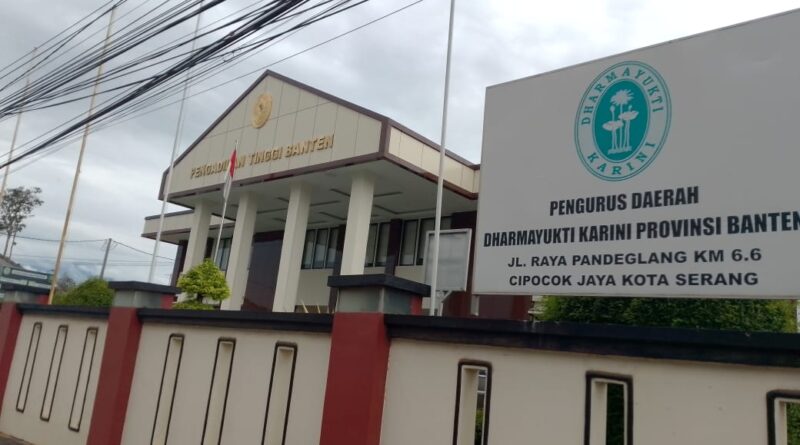 PENGADILAN TINGGI BANTEN
DHARMAYUKTI
KARINI
PENGURUS DAERAH
DHARMAYUKTI KARINI PROVINSI BANTEN
JL. RAYA PANDEGLANG KM 6.6
CIPOCOK JAYA KOTA SERANG